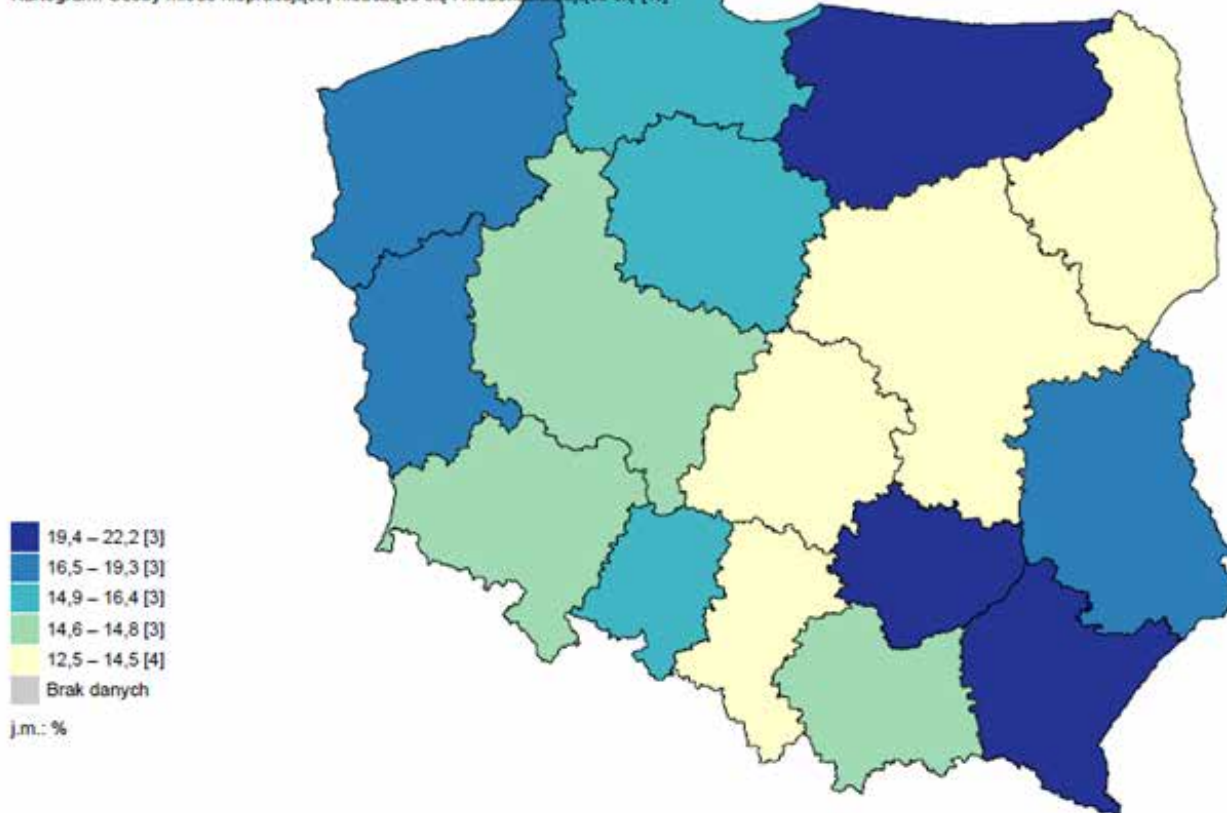 19,4 – 22,2 [3]
16,5 – 19,3 [3]
14,9 – 16,4 [3]
14,6 – 14,8 [3]
12,5 – 14,5 [4]
Brak danych
j.m.: %